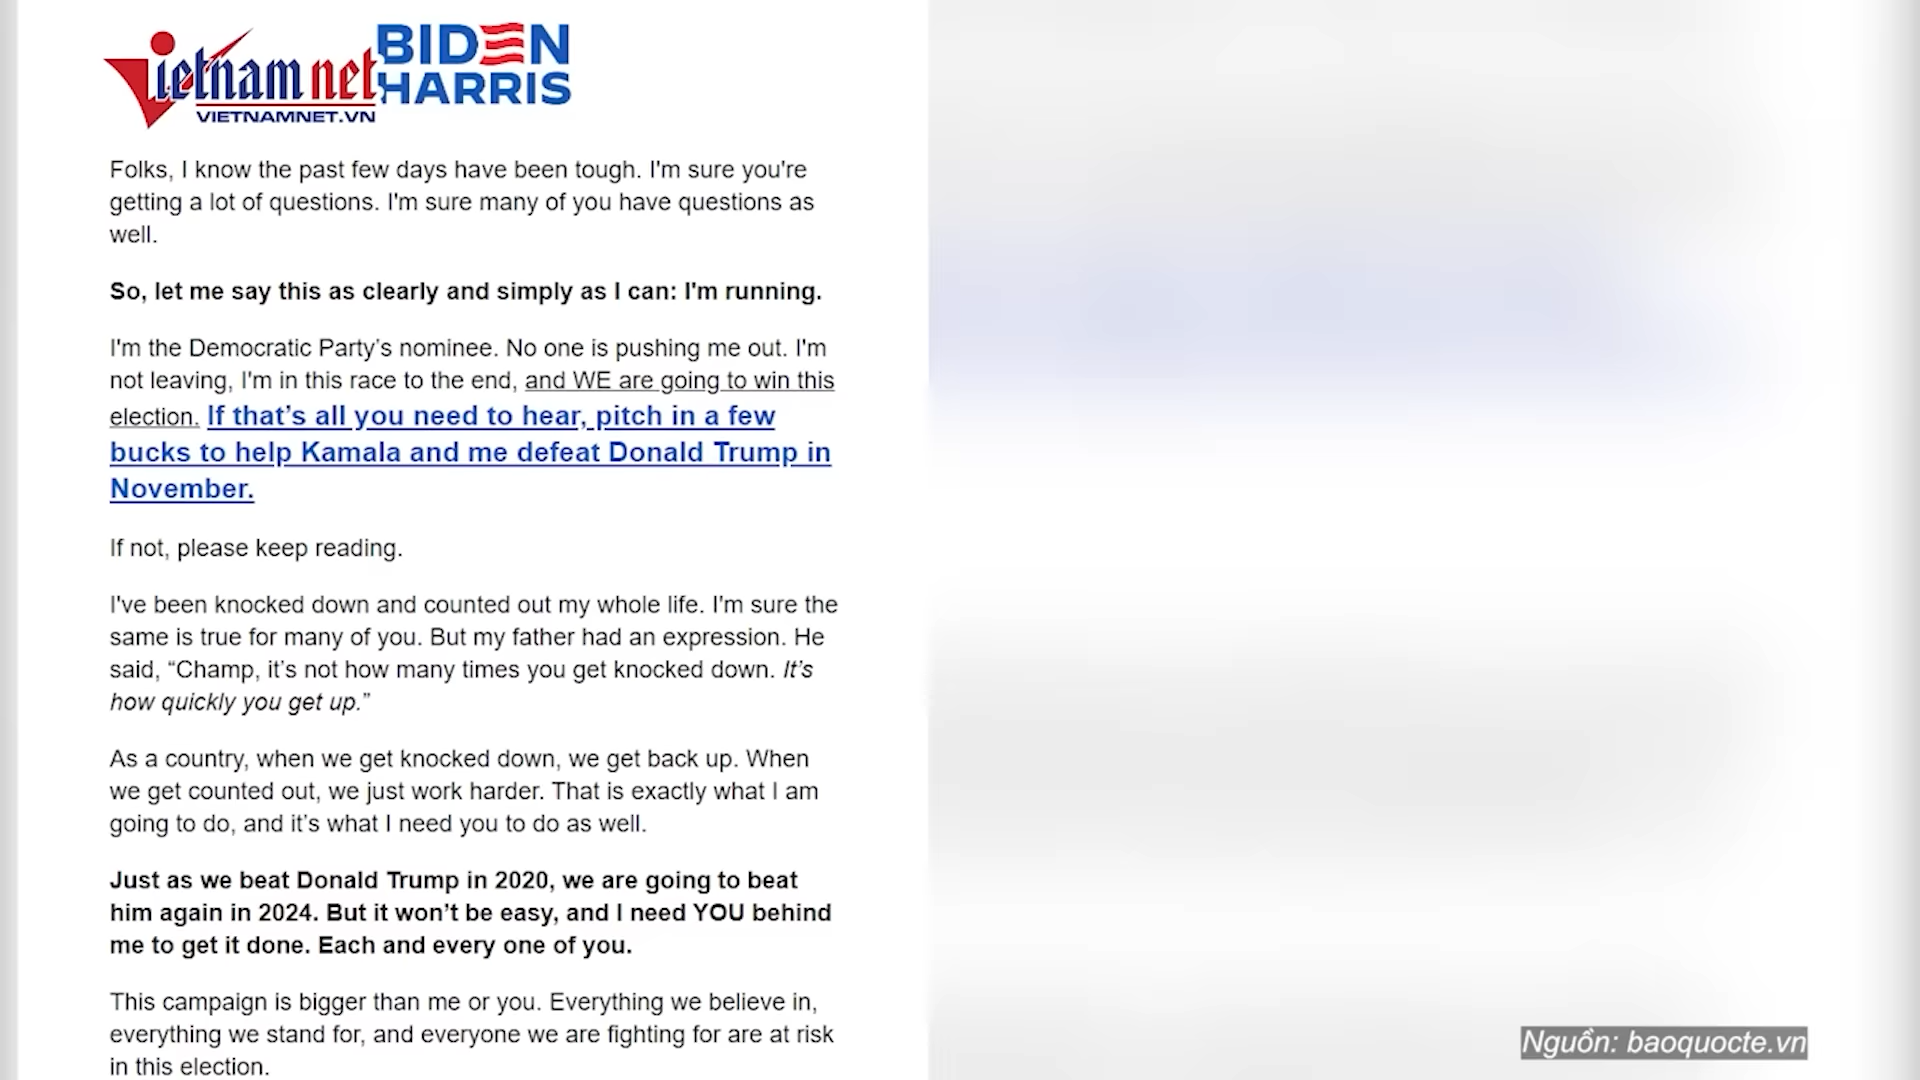 Vietnam net
VIETNAMNET.VN
BIDEN
HARRIS
Folks, I know the past few days have been tough. I'm sure you're
getting a lot of questions. I'm sure many of you have questions as
well.
So, let me say this as clearly and simply as I can: I'm running.
I'm the Democratic Party’s nominee. No one is pushing me out. I'm
not leaving, I'm in this race to the end, and WE are going to win this
election. If that’s all you need to hear, pitch in a few
bucks to help Kamala and me defeat Donald Trump in
November.
If not, please keep reading.
I've been knocked down and counted out my whole life. I'm sure the
same is true for many of you. But my father had an expression. He
said, “Champ, it’s not how many times you get knocked down. It’s
how quickly you get up.”
As a country, when we get knocked down, we get back up. When
we get counted out, we just work harder. That is exactly what I am
going to do, and it’s what I need you to do as well.
Just as we beat Donald Trump in 2020, we are going to beat
him again in 2024. But it won’t be easy, and I need YOU behind
me to get it done. Each and every one of you.
This campaign is bigger than me or you. Everything we believe in,
everything we stand for, and everyone we are fighting for are at risk
in this election.
Nguồn: baoquocte.vn